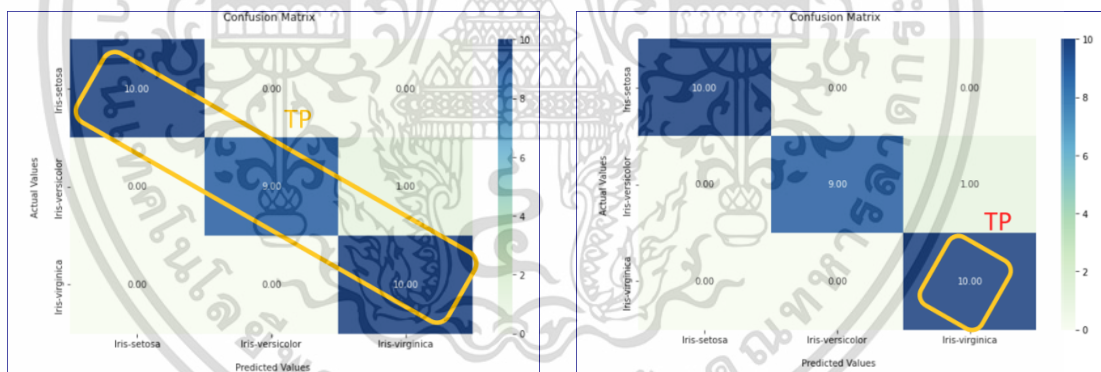 Confusion Matrix
Iris-setosa
10.00
0.00
0.00
TP
Actual Values
Iris-versicolor
0.00
9.00
1.00
Iris-virginica
0.00
0.00
10.00
Iris-setosa
Iris-versicolor
Iris-virginica
Predicted Values
10
8
6
4
2
0
Confusion Matrix
Iris-setosa
10.00
0.00
0.00
Actual Values
Iris-versicolor
0.00
9.00
1.00
TP
Iris-virginica
0.00
0.00
10.00
Iris-setosa
Iris-versicolor
Iris-virginica
Predicted Values
10
8
6
4
2
0